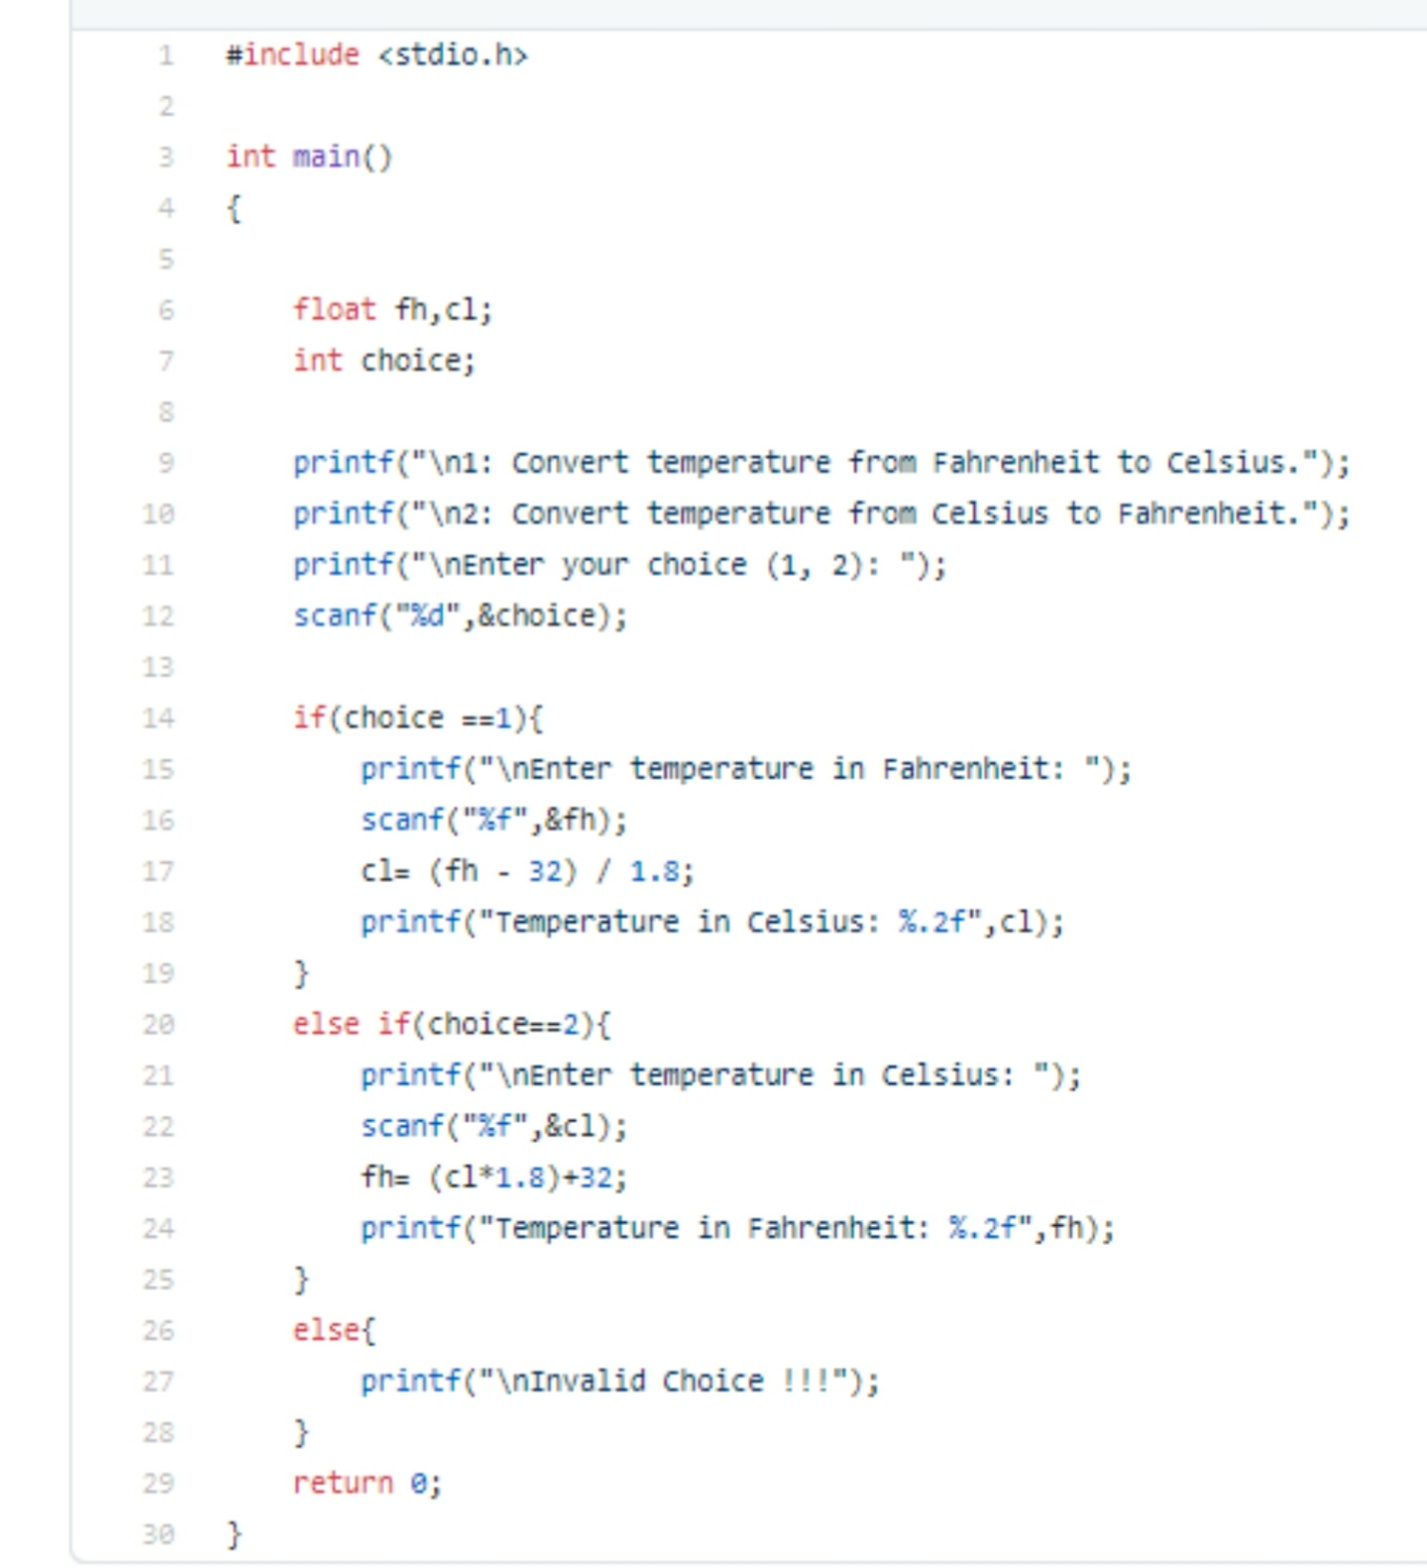 1 #include <stdio.h>
2
3 int main()
4 {
5
6     float fh,cl;
7     int choice;
8
9     printf("\n1: Convert temperature from Fahrenheit to Celsius.");
10     printf("\n2: Convert temperature from Celsius to Fahrenheit.");
11     printf("\nEnter your choice (1, 2): ");
12     scanf("%d",&choice);
13
14     if(choice ==1){
15         printf("\nEnter temperature in Fahrenheit: ");
16         scanf("%f",&fh);
17         cl= (fh - 32) / 1.8;
18         printf("Temperature in Celsius: %.2f",cl);
19     }
20     else if(choice==2){
21         printf("\nEnter temperature in Celsius: ");
22         scanf("%f",&cl);
23         fh= (cl*1.8)+32;
24         printf("Temperature in Fahrenheit: %.2f",fh);
25     }
26     else{
27         printf("\nInvalid Choice !!!");
28     }
29     return 0;
30 }